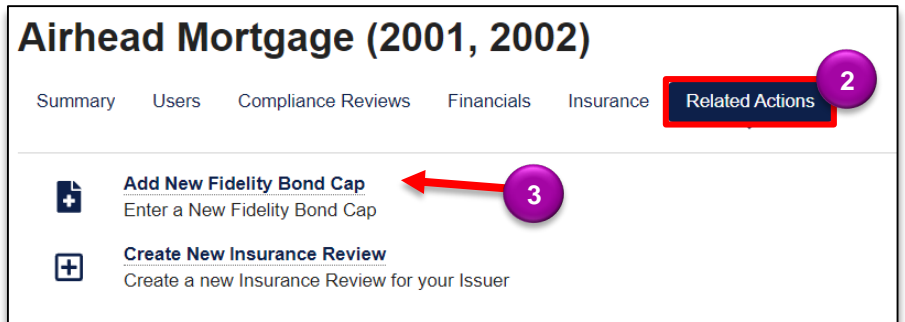 Airhead Mortgage (2001, 2002)
Summary Users Compliance Reviews Financials Insurance Related Actions 2
Add New Fidelity Bond Cap
3
Enter a New Fidelity Bond Cap
Create New Insurance Review
Create a new Insurance Review for your Issuer